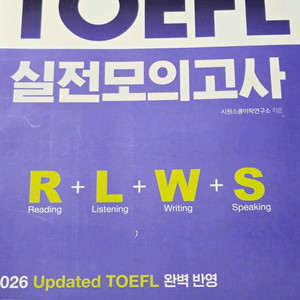 TOEFL
실전모의고사
시원스쿨어학연구소 지음
R + L + W + S
Reading Listening Writing Speaking
2026 Updated TOEFL 완벽 반영